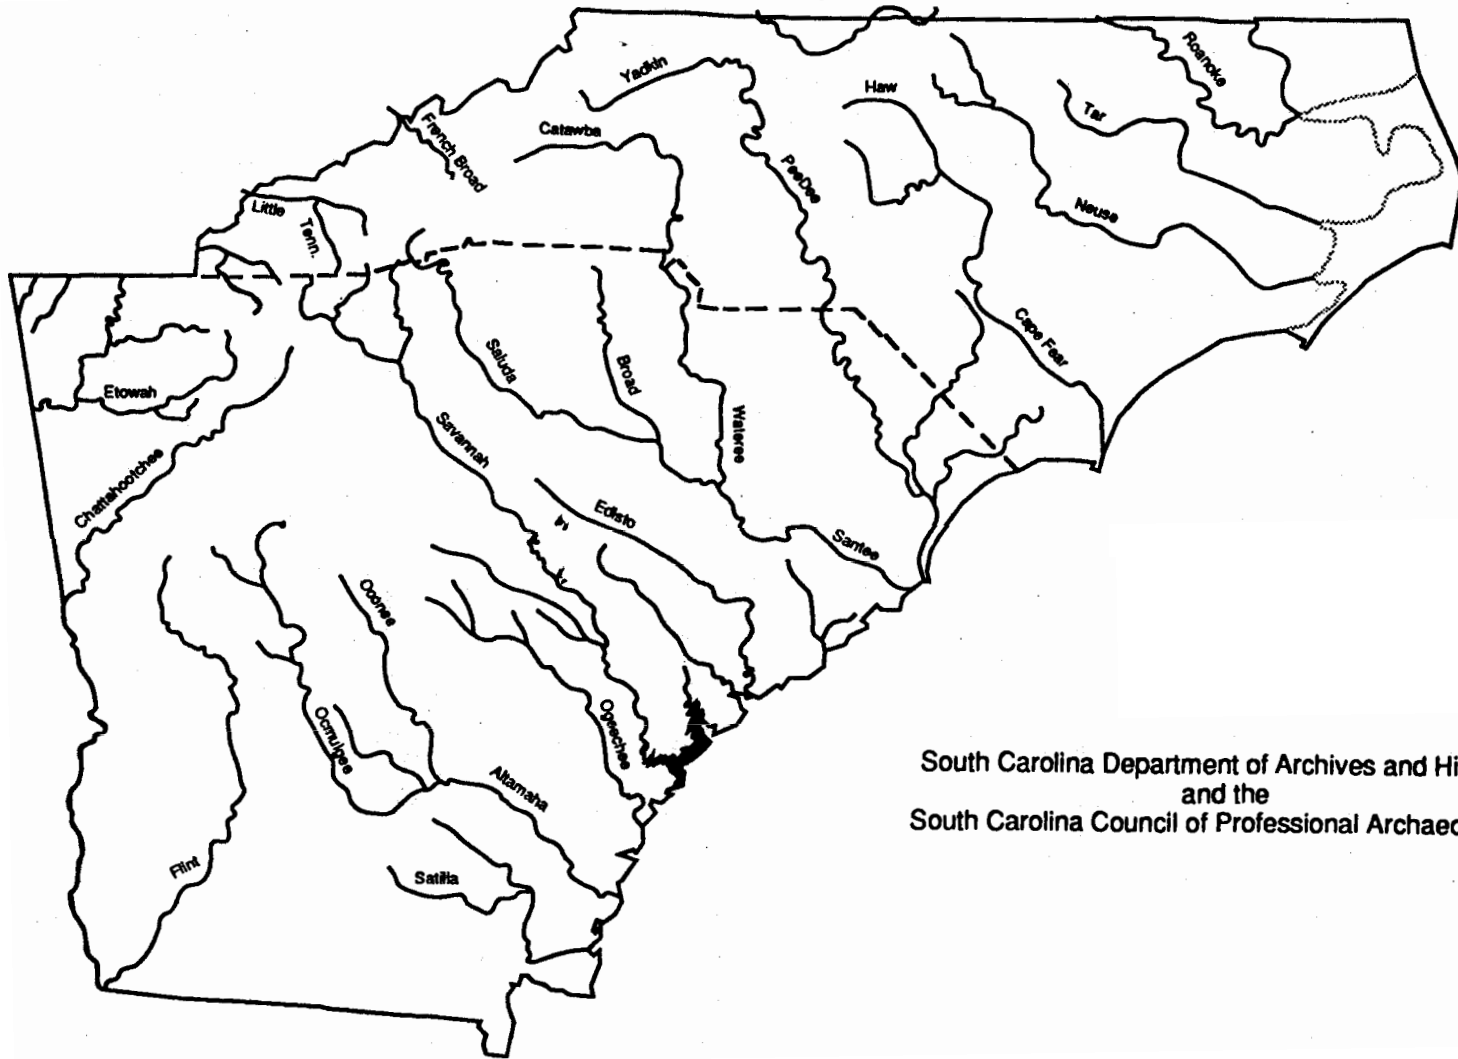 Yadkin
Haw
Roanoke
French Broad
Catawba
Tar
PeeDee
Little
Tenn.
Neuse
Cape Fear
Saluda
Broad
Etowah
Wateree
Savannah
Chattahootchee
Edisto
Santee
Oconee
Ocmulgee
Ogeechee
Altamaha
Flint
Satilla
South Carolina Department of Archives and Hi
and the
South Carolina Council of Professional Archaeo